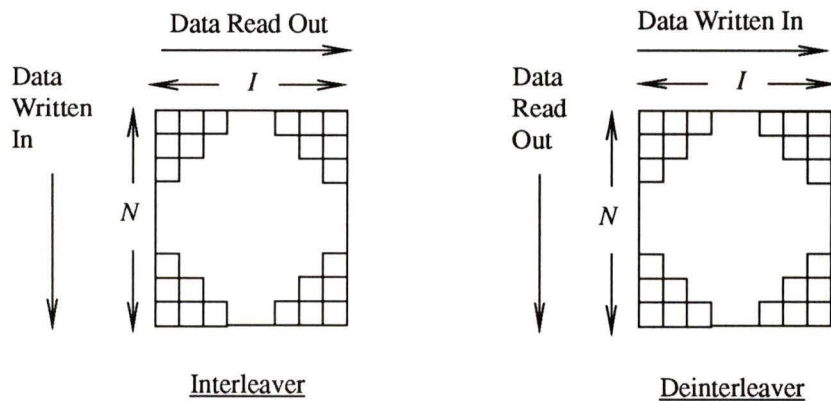 Data Read Out
I
Data
Written
In
N
Interleaver
Data Written In
I
Data
Read
Out
N
Deinterleaver